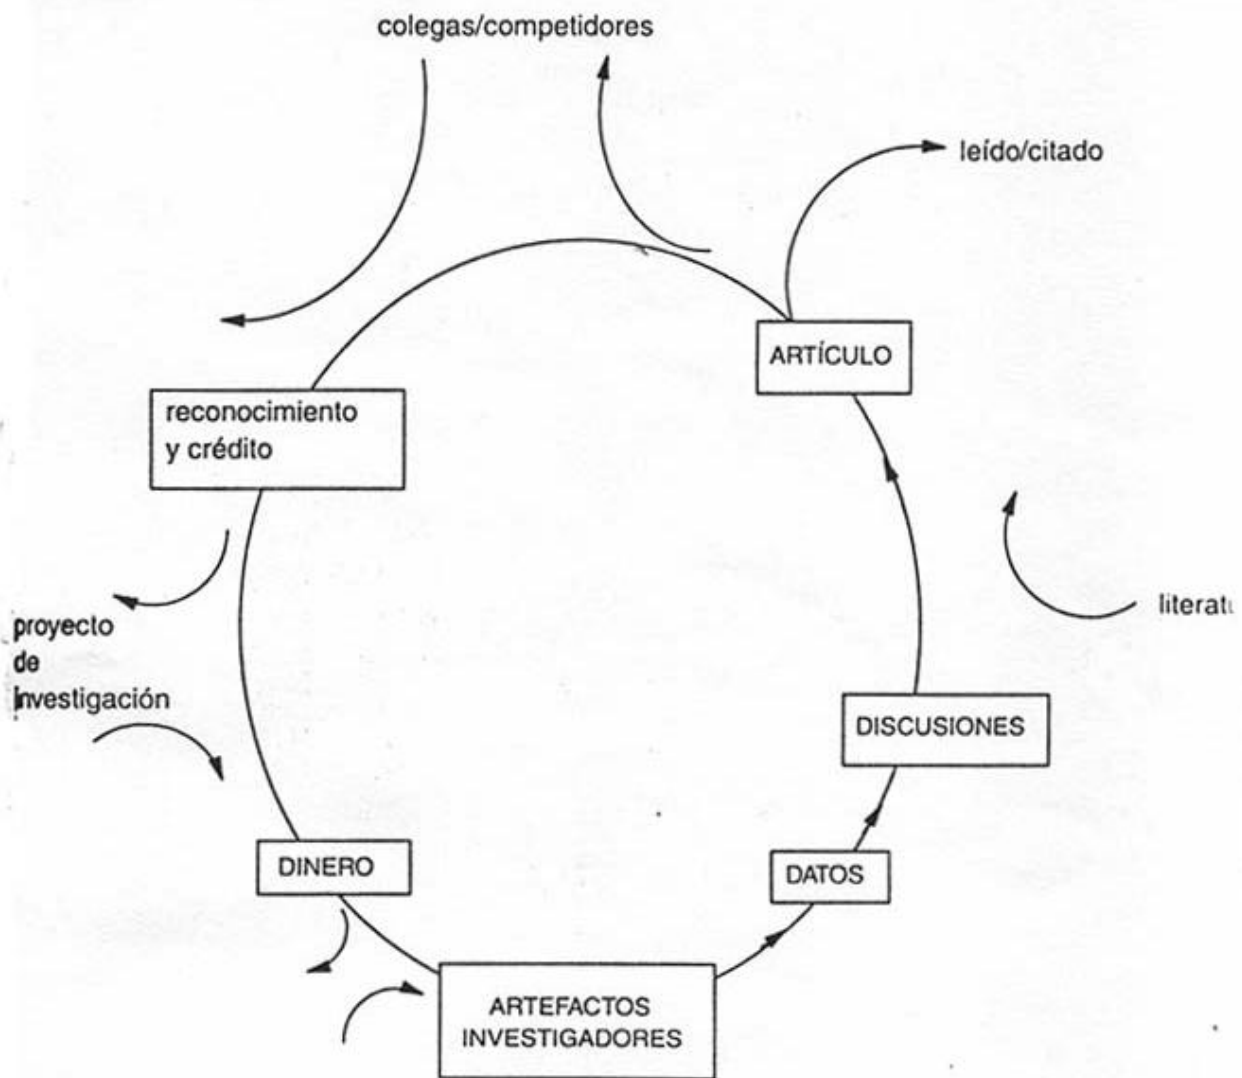 colegas/competidores
leído/citado
ARTÍCULO
reconocimiento
y crédito
proyecto
de
investigación
DISCUSIONES
DINERO
DATOS
ARTEFACTOS
INVESTIGADORES